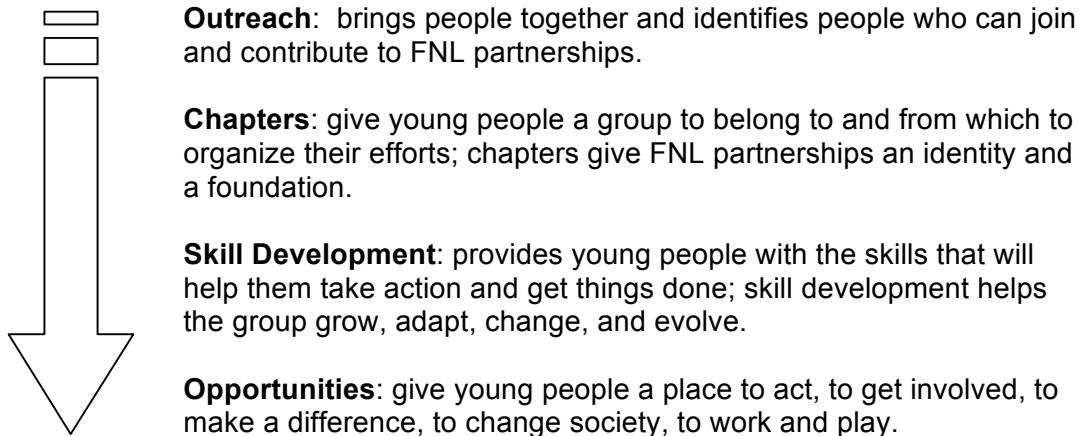 Outreach:  brings people together and identifies people who can join
and contribute to FNL partnerships.
Chapters: give young people a group to belong to and from which to
organize their efforts; chapters give FNL partnerships an identity and
a foundation.
Skill Development: provides young people with the skills that will
help them take action and get things done; skill development helps
the group grow, adapt, change, and evolve.
Opportunities: give young people a place to act, to get involved, to
make a difference, to change society, to work and play.